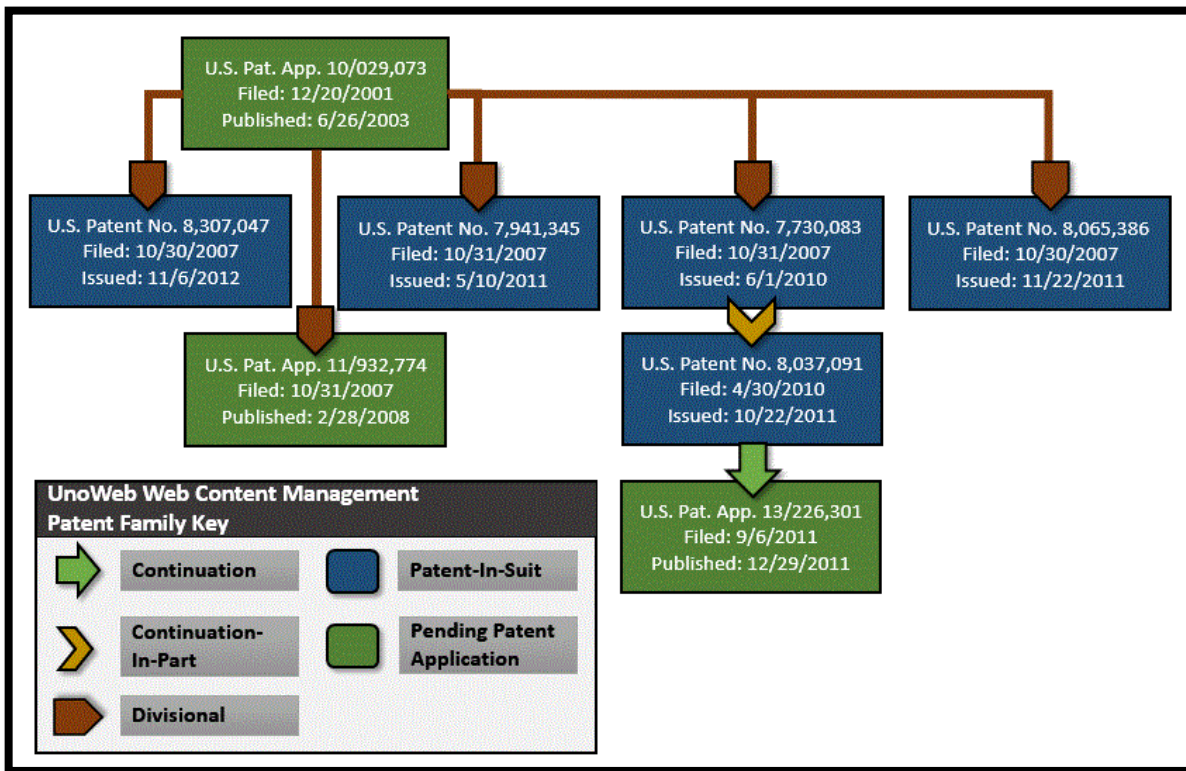 U.S. Pat. App. 10/029,073
Filed: 12/20/2001
Published: 6/26/2003
U.S. Patent No. 8,307,047
Filed: 10/30/2007
Issued: 11/6/2012
U.S. Patent No. 7,941,345
Filed: 10/31/2007
Issued: 5/10/2011
U.S. Patent No. 7,730,083
Filed: 10/31/2007
Issued: 6/1/2010
U.S. Patent No. 8,065,386
Filed: 10/30/2007
Issued: 11/22/2011
U.S. Pat. App. 11/932,774
Filed: 10/31/2007
Published: 2/28/2008
U.S. Patent No. 8,037,091
Filed: 4/30/2010
Issued: 10/22/2011
U.S. Pat. App. 13/226,301
Filed: 9/6/2011
Published: 12/29/2011
UnoWeb Web Content Management
Patent Family Key
Continuation
Patent-In-Suit
Continuation-
In-Part
Pending Patent
Application
Divisional